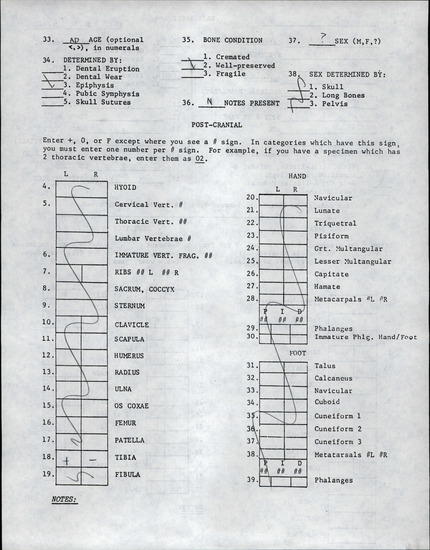 33. AD AGE (optional <,>), in numerals
34. DETERMINED BY:
1. Dental Eruption
2. Dental Wear
3. Epiphysis
4. Pubic Symphysis
5. Skull Sutures
35. BONE CONDITION
1. Cremated
2. Well-preserved
3. Fragile
36. N NOTES PRESENT
37. ? SEX (M,F,?)
38. SEX DETERMINED BY:
1. Skull
2. Long Bones
3. Pelvis
POST-CRANIAL
Enter +, 0, or F except where you see a # sign. In categories which have this sign,
you must enter one number per # sign. For example, if you have a specimen which has
2 thoracic vertebrae, enter them as 02.
L R
4. HYOID
5. Cervical Vert. #
Thoracic Vert. ##
Lumbar Vertebrae #
6. IMMATURE VERT. FRAG. ##
7. RIBS ## L ## R
8. SACRUM, COCCYX
9. STERNUM
10. CLAVICLE
11. SCAPULA
12. HUMERUS
13. RADIUS
14. ULNA
15. OS COXAE
16. FEMUR
17. PATELLA
18. + - TIBIA
19. FIBULA
NOTES:
HAND
L R
20. Navicular
21. Lunate
22. Triquetral
23. Pisiform
24. Grt. Multangular
25. Lesser Multangular
26. Capitate
27. Hamate
28. Metacarpals #L #R
P I D
## ## ##
29. Phalanges
30. Immature Phlg. Hand/Foot
FOOT
31. Talus
32. Calcaneus
33. Navicular
34. Cuboid
35. Cuneiform 1
36. Cuneiform 2
37. Cuneiform 3
38. Metatarsals #L #R
P I D
## ## ##
39. Phalanges